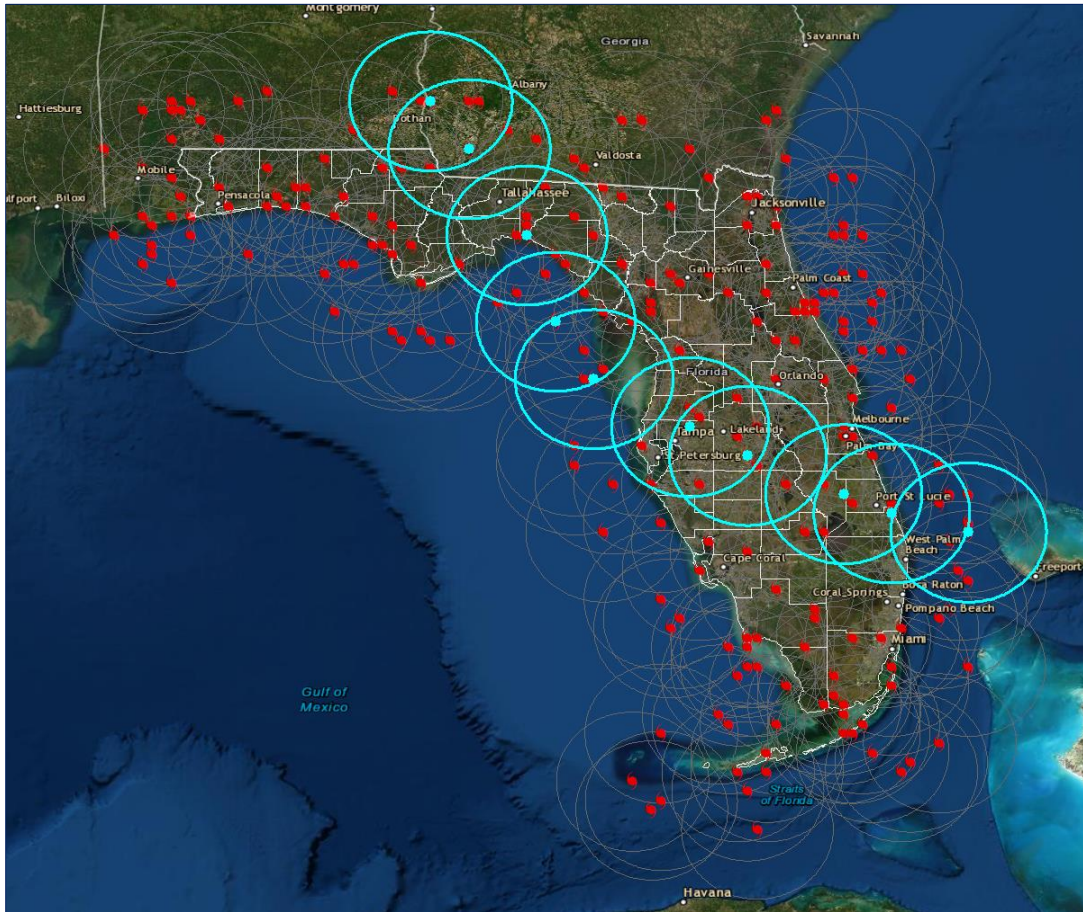 Montgomery
Savannah
Georgia
Albany
Hattiesburg
Dothan
Valdosta
Mobile
Tallahassee
Pensacola
lfport
Biloxi
Jacksonville
Gainesville
Palm Coast
Florida
Orlando
Melbourne
Lakeland
Tampa
Palm Bay
St. Petersburg
Port St Lucie
West Palm
Beach
Cape Coral
Freeport
Boca Raton
Coral Springs
Pompano Beach
Miami
Gulf of
Mexico
Straits
of Florida
Havana